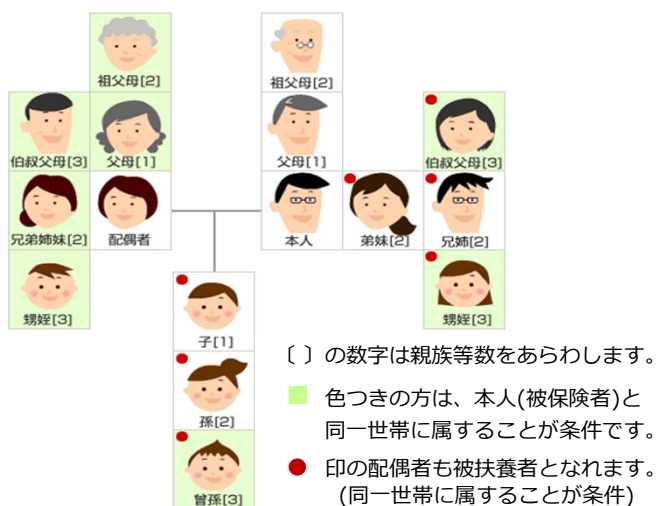 祖父母[2]
祖父母[2]
伯叔父母[3]
父母[1]
父母[1]
伯叔父母[3]
兄弟姉妹[2]
配偶者
本人
弟妹[2]
兄姉[2]
甥姪[3]
甥姪[3]
子[1]
孫[2]
曾孫[3]
〔 〕の数字は親族等数をあらわします。
色つきの方は、本人(被保険者)と
同一世帯に属することが条件です。
印の配偶者も被扶養者となれます。
(同一世帯に属することが条件)